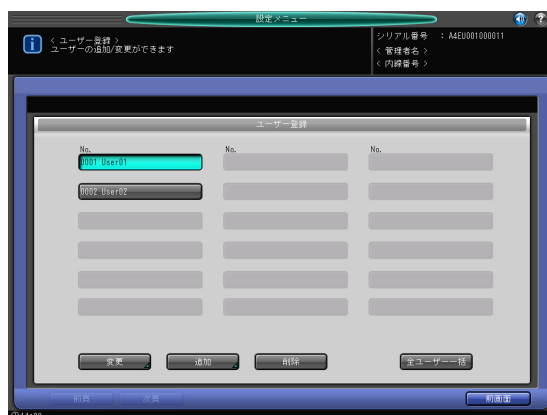 設定メニュー
< ユーザー登録 >
ユーザーの追加/変更ができます
シリアル番号 : A4EU001000011
< 管理者名 >
< 内線番号 >
ユーザー登録
No. No. No.
0001 User01
0002 User02
変更 追加 削除 全ユーザー一括
前頁 次頁 前画面